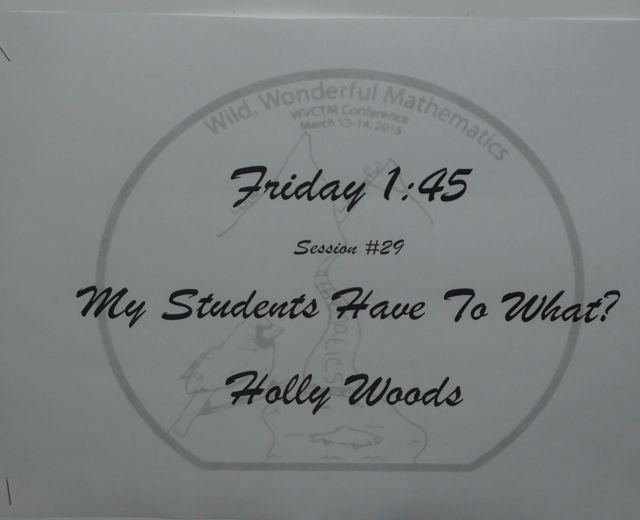 Wild, Wonderful Mathematics
WVCTM Conference
March 13-14, 2015
Friday 1:45
Session #29
My Students Have To What?
Holly Woods